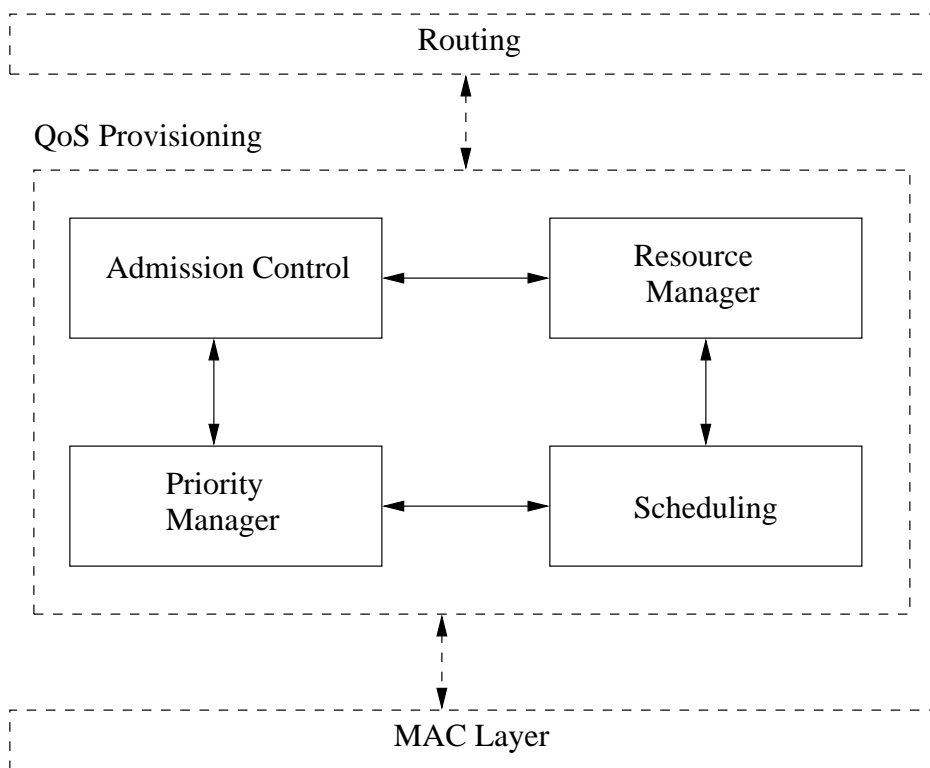 Routing
QoS Provisioning
Admission Control
Resource
Manager
Priority
Manager
Scheduling
MAC Layer